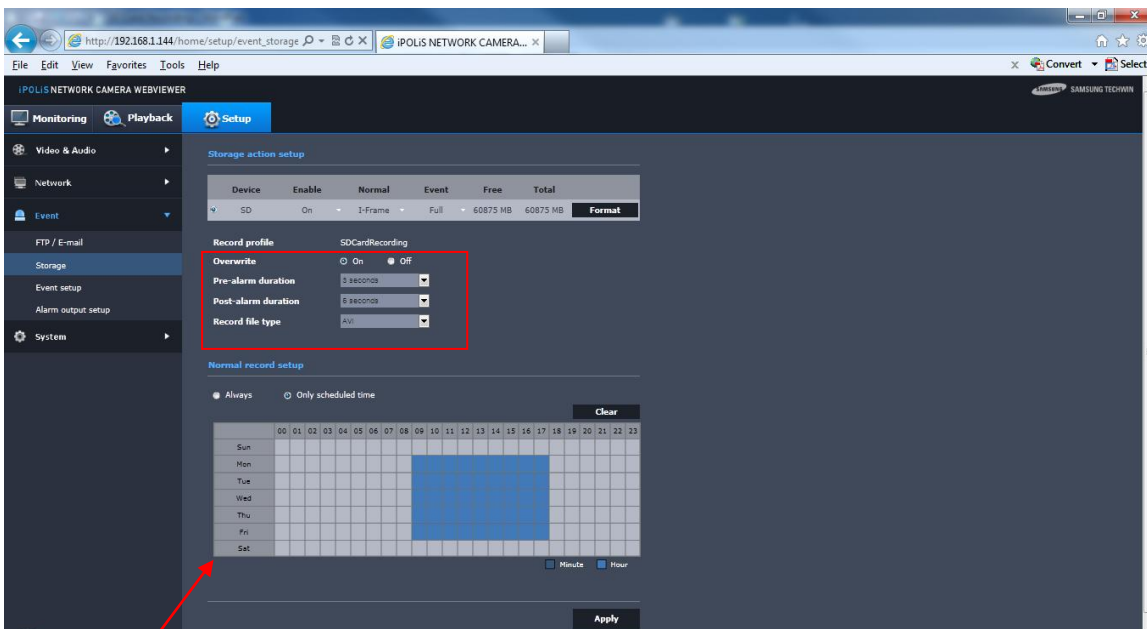 http://192.168.1.144/home/setup/event_storage iPOLiS NETWORK CAMERA...
File Edit View Favorites Tools Help Convert Select
iPOLiS NETWORK CAMERA WEBVIEWER SAMSUNG SAMSUNG TECHWIN
Monitoring Playback Setup
Video & Audio
Network
Event
FTP / E-mail
Storage
Event setup
Alarm output setup
System
Storage action setup
Device Enable Normal Event Free Total
SD On I-Frame Full 60875 MB 60875 MB Format
Record profile SDCardRecording
Overwrite On Off
Pre-alarm duration 5 seconds
Post-alarm duration 6 seconds
Record file type AVI
Normal record setup
Always Only scheduled time
Clear
00 01 02 03 04 05 06 07 08 09 10 11 12 13 14 15 16 17 18 19 20 21 22 23
Sun
Mon
Tue
Wed
Thu
Fri
Sat
Minute Hour
Apply